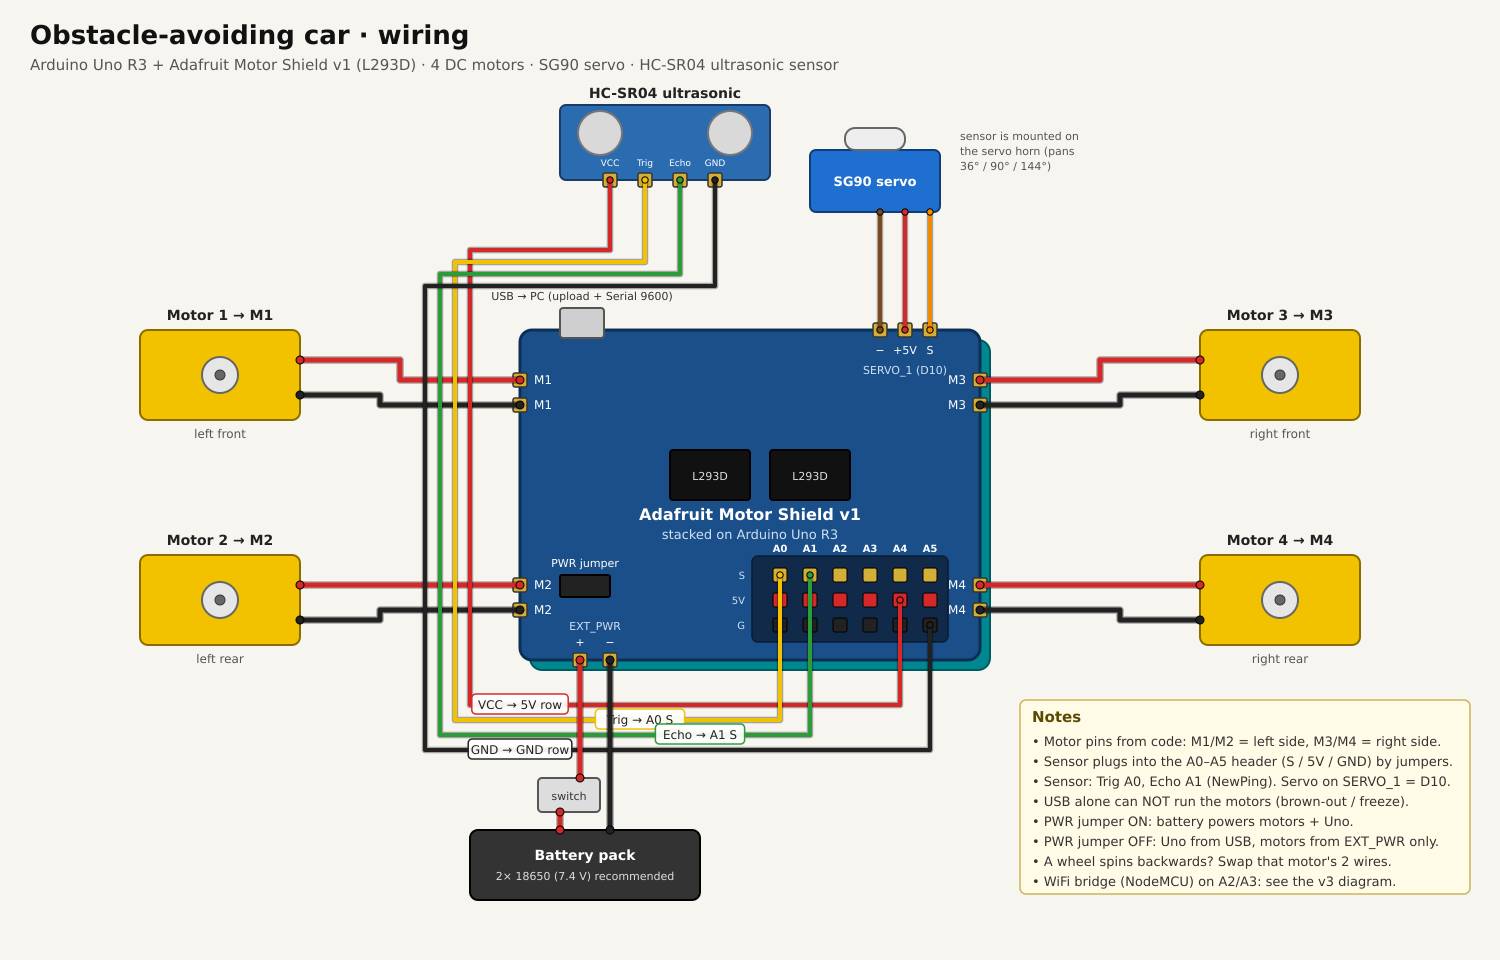 Obstacle-avoiding car · wiring
Arduino Uno R3 + Adafruit Motor Shield v1 (L293D) · 4 DC motors · SG90 servo · HC-SR04 ultrasonic sensor
HC-SR04 ultrasonic
VCC Trig Echo GND
SG90 servo
sensor is mounted on
the servo horn (pans
36° / 90° / 144°)
USB → PC (upload + Serial 9600)
Motor 1 → M1
left front
Motor 3 → M3
right front
− +5V S
SERVO_1 (D10)
M1
M1
M3
M3
L293D
L293D
Adafruit Motor Shield v1
stacked on Arduino Uno R3
Motor 2 → M2
left rear
Motor 4 → M4
right rear
A0 A1 A2 A3 A4 A5
S
5V
G
PWR jumper
M2
M2
M4
M4
EXT_PWR
+ −
VCC → 5V row
Trig → A0 S
Echo → A1 S
GND → GND row
switch
Battery pack
2× 18650 (7.4 V) recommended
Notes
• Motor pins from code: M1/M2 = left side, M3/M4 = right side.
• Sensor plugs into the A0–A5 header (S / 5V / GND) by jumpers.
• Sensor: Trig A0, Echo A1 (NewPing). Servo on SERVO_1 = D10.
• USB alone can NOT run the motors (brown-out / freeze).
• PWR jumper ON: battery powers motors + Uno.
• PWR jumper OFF: Uno from USB, motors from EXT_PWR only.
• A wheel spins backwards? Swap that motor's 2 wires.
• WiFi bridge (NodeMCU) on A2/A3: see the v3 diagram.